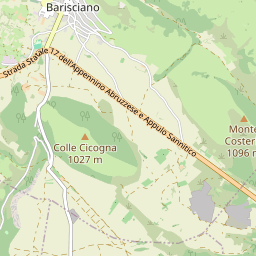 Barisciano
Strada Statale 17 dell'Appennino Abruzzese e Appulo Sannitico
Colle Cicogna
1027 m
Monte
Coster
1096 m